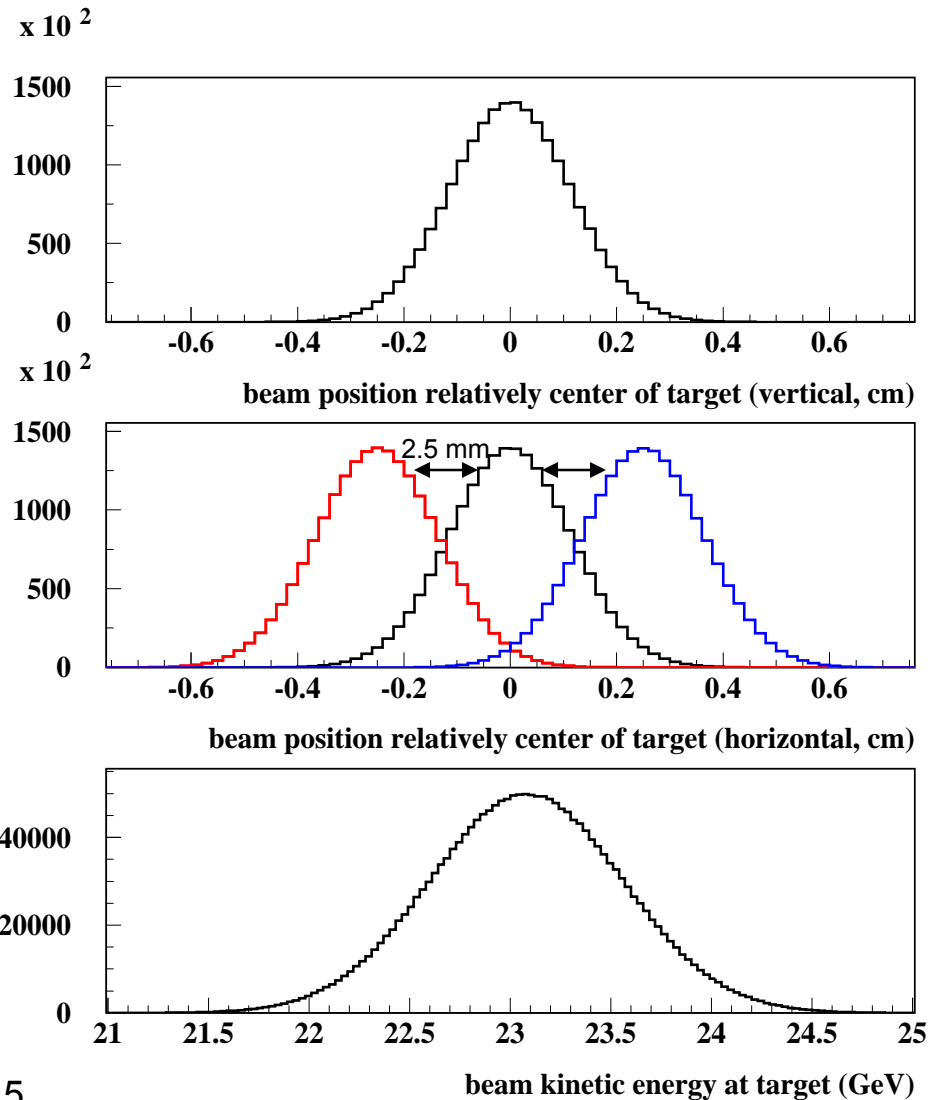 x 10 2
1500
1000
500
0
-0.6 -0.4 -0.2 0 0.2 0.4 0.6
beam position relatively center of target (vertical, cm)
x 10 2
1500
1000
500
0
2.5 mm
-0.6 -0.4 -0.2 0 0.2 0.4 0.6
beam position relatively center of target (horizontal, cm)
40000
20000
0
21 21.5 22 22.5 23 23.5 24 24.5 25
beam kinetic energy at target (GeV)
5